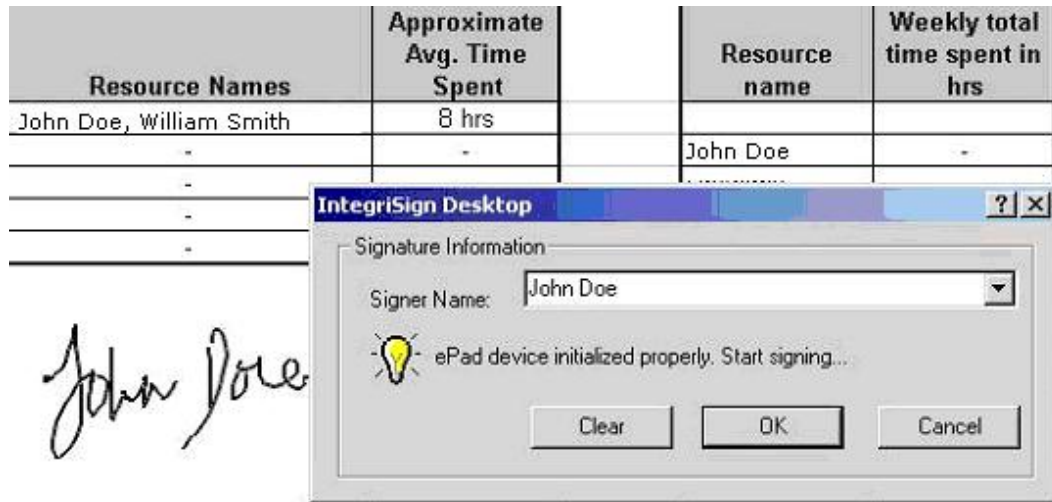 Resource Names
Approximate
Avg. Time
Spent
Resource
name
Weekly total
time spent in
hrs
John Doe, William Smith
8 hrs
-
-
John Doe
-
-
-
-
IntegriSign Desktop
Signature Information
Signer Name:
John Doe
ePad device initialized properly. Start signing...
Clear
OK
Cancel
John Doe